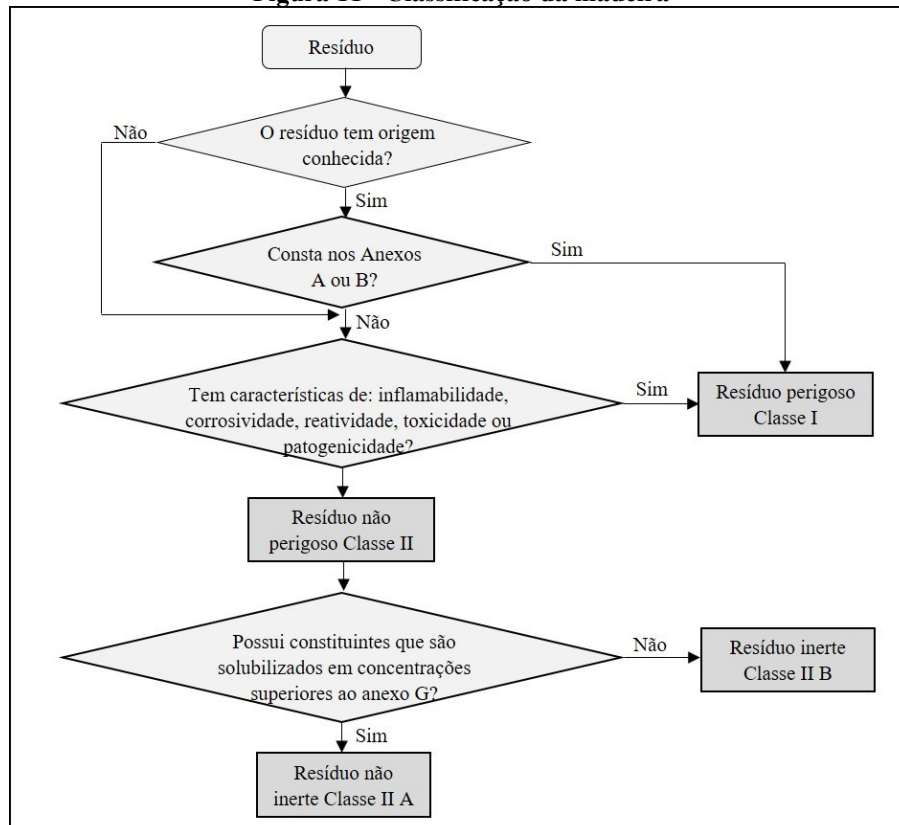 Figura 11 - Classificação da madeira
Resíduo
O resíduo tem origem
conhecida?
Não
Sim
Consta nos Anexos
A ou B?
Sim
Não
Tem características de: inflamabilidade,
corrosividade, reatividade, toxicidade ou
patogenicidade?
Sim
Resíduo perigoso
Classe I
Resíduo não
perigoso Classe II
Possui constituintes que são
solubilizados em concentrações
superiores ao anexo G?
Não
Resíduo inerte
Classe II B
Sim
Resíduo não
inerte Classe II A